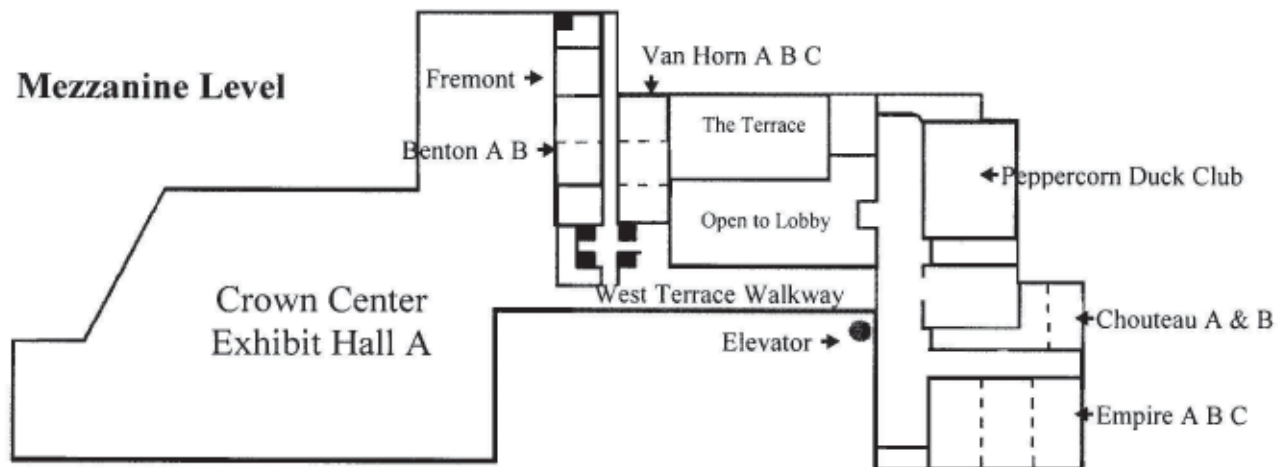 Mezzanine Level
Fremont
Van Horn A B C
Benton A B
The Terrace
Peppercorn Duck Club
Open to Lobby
Crown Center
Exhibit Hall A
West Terrace Walkway
Elevator
Chouteau A & B
Empire A B C